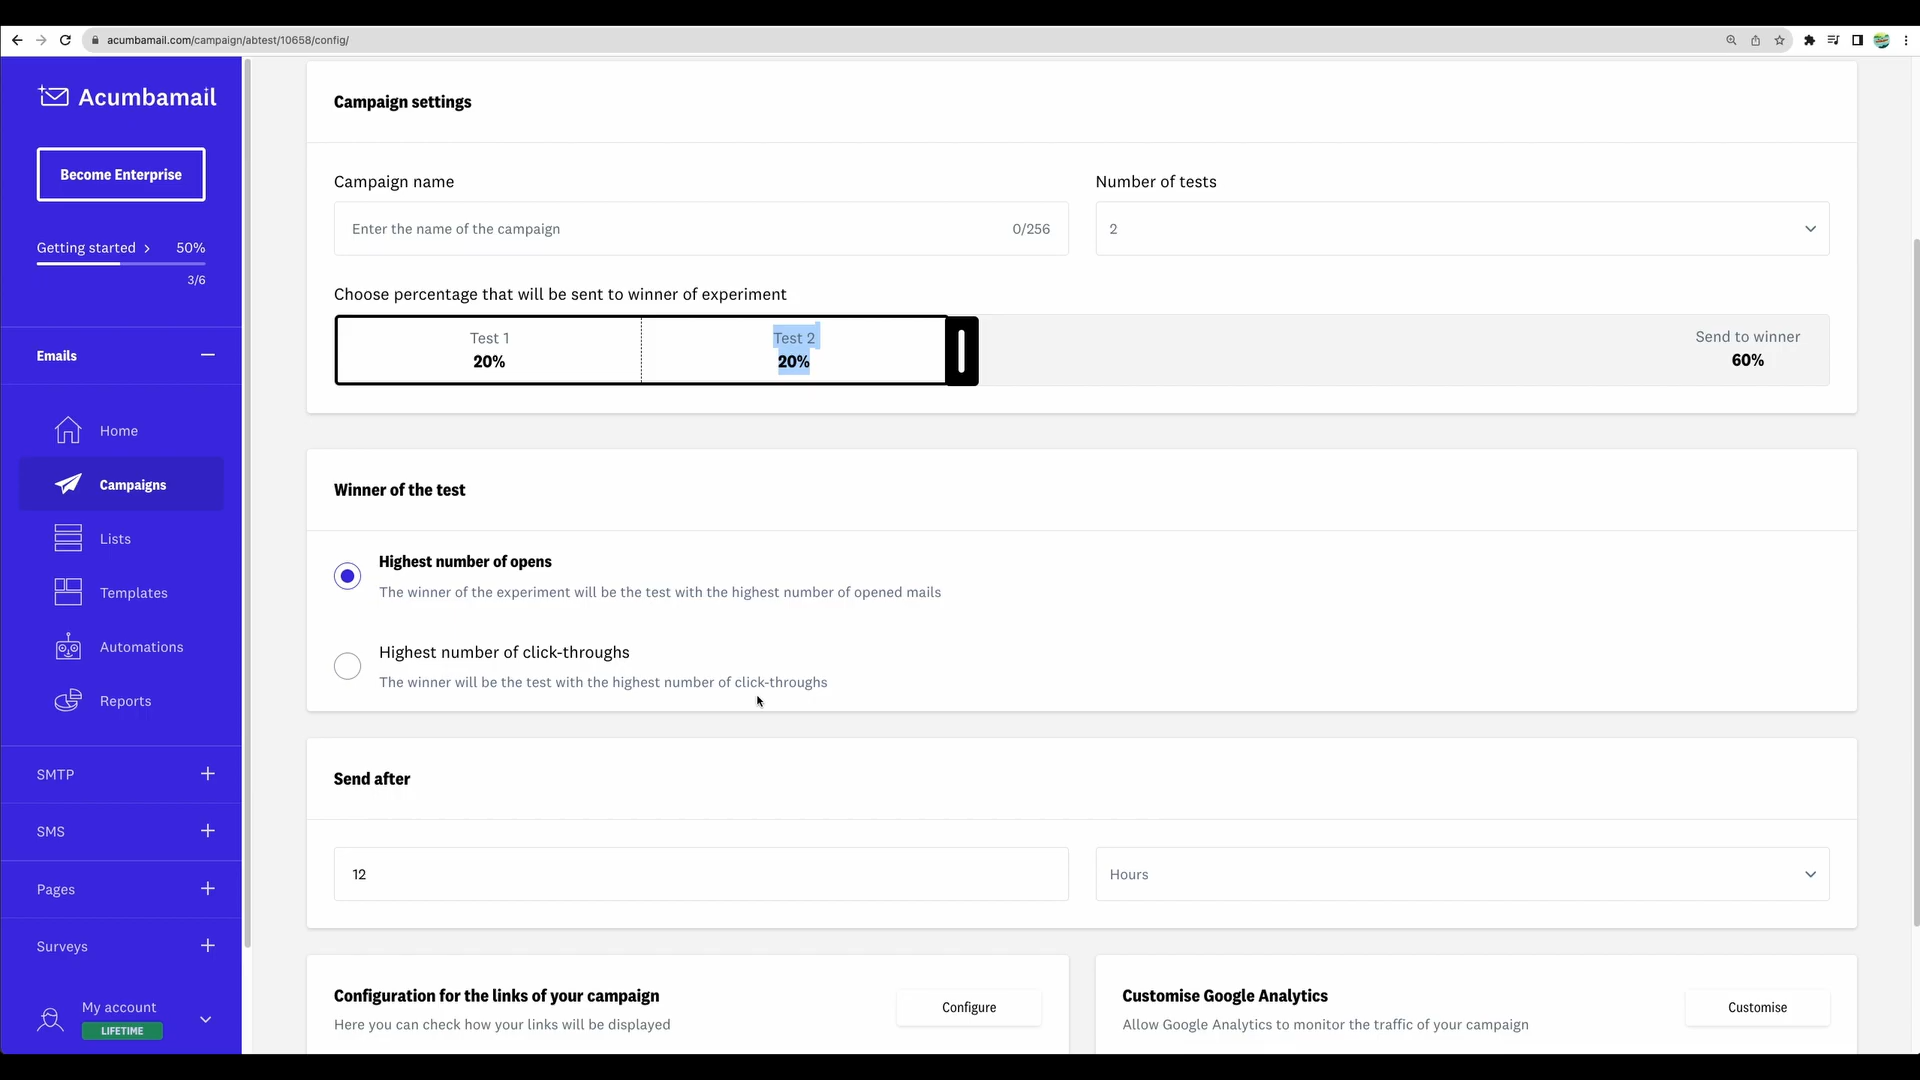 acumbamail.com/campaign/abtest/10658/config/
Acumbamail
Become Enterprise
Getting started > 50%
3/6
Emails
Home
Campaigns
Lists
Templates
Automations
Reports
SMTP
SMS
Pages
Surveys
My account
LIFETIME
Campaign settings
Campaign name
Enter the name of the campaign 0/256
Number of tests
2
Choose percentage that will be sent to winner of experiment
Test 1
20%
Test 2
20%
Send to winner
60%
Winner of the test
Highest number of opens
The winner of the experiment will be the test with the highest number of opened mails
Highest number of click-throughs
The winner will be the test with the highest number of click-throughs
Send after
12
Hours
Configuration for the links of your campaign
Here you can check how your links will be displayed
Configure
Customise Google Analytics
Allow Google Analytics to monitor the traffic of your campaign
Customise